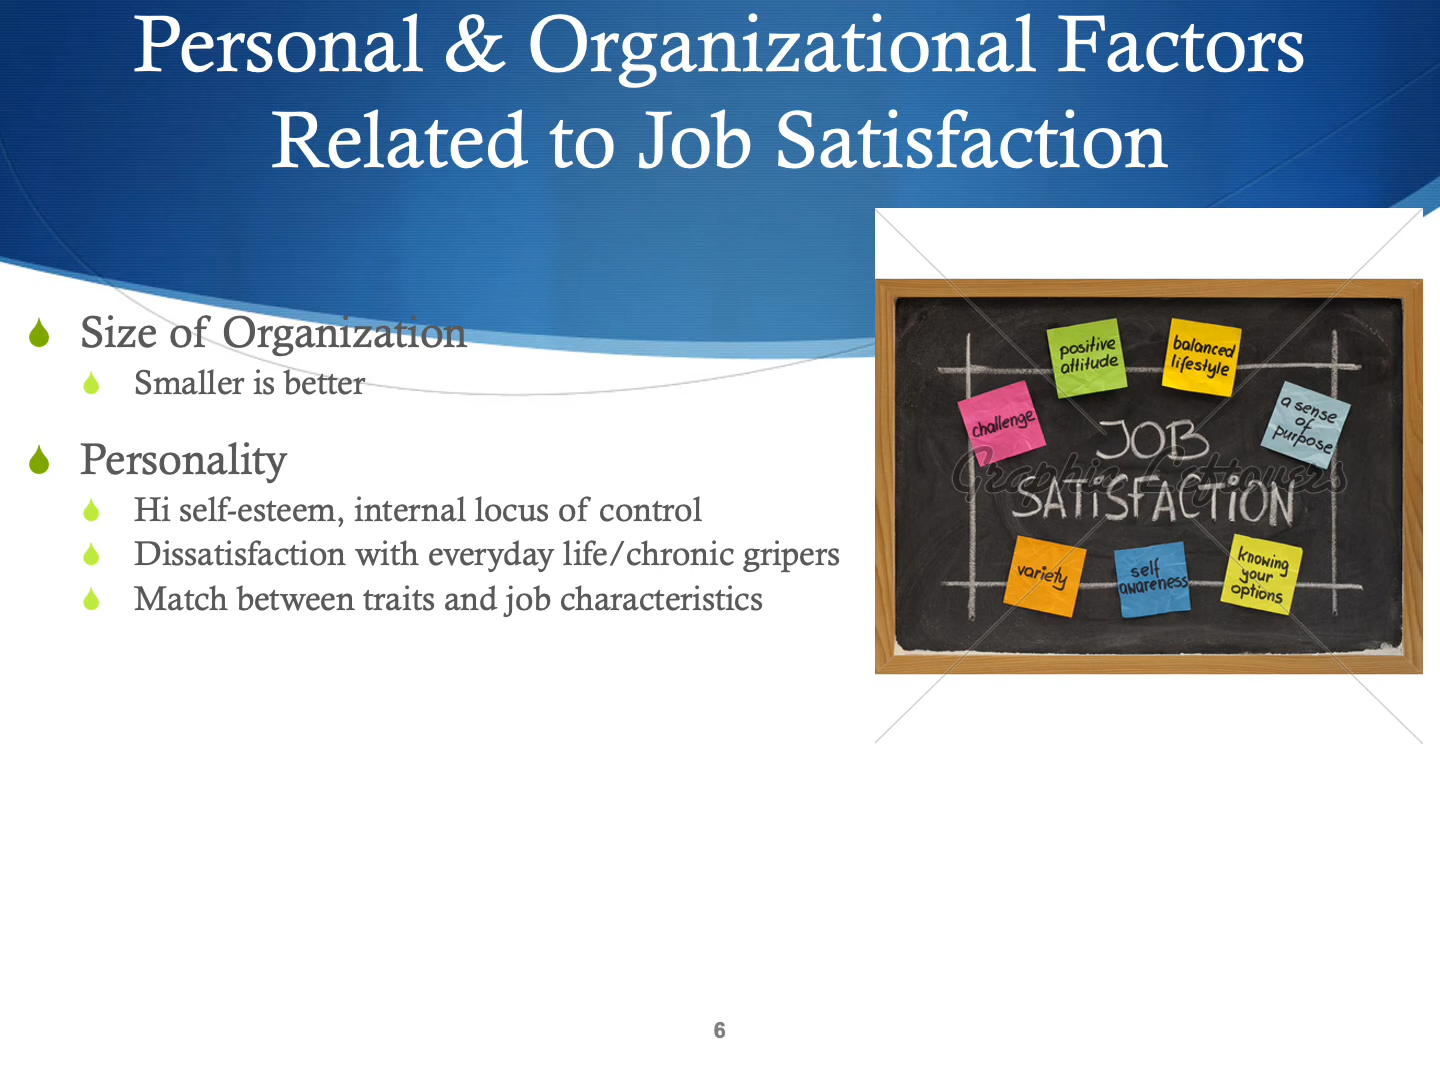 Personal & Organizational Factors
Related to Job Satisfaction
Size of Organization
Smaller is better
Personality
Hi self-esteem, internal locus of control
Dissatisfaction with everyday life/chronic gripers
Match between traits and job characteristics
positive
attitude
balanced
lifestyle
challenge
a sense
of
purpose
JOB
SATISFACTION
variety
self
awareness
knowing
your
options
Graphic Leftovers
6